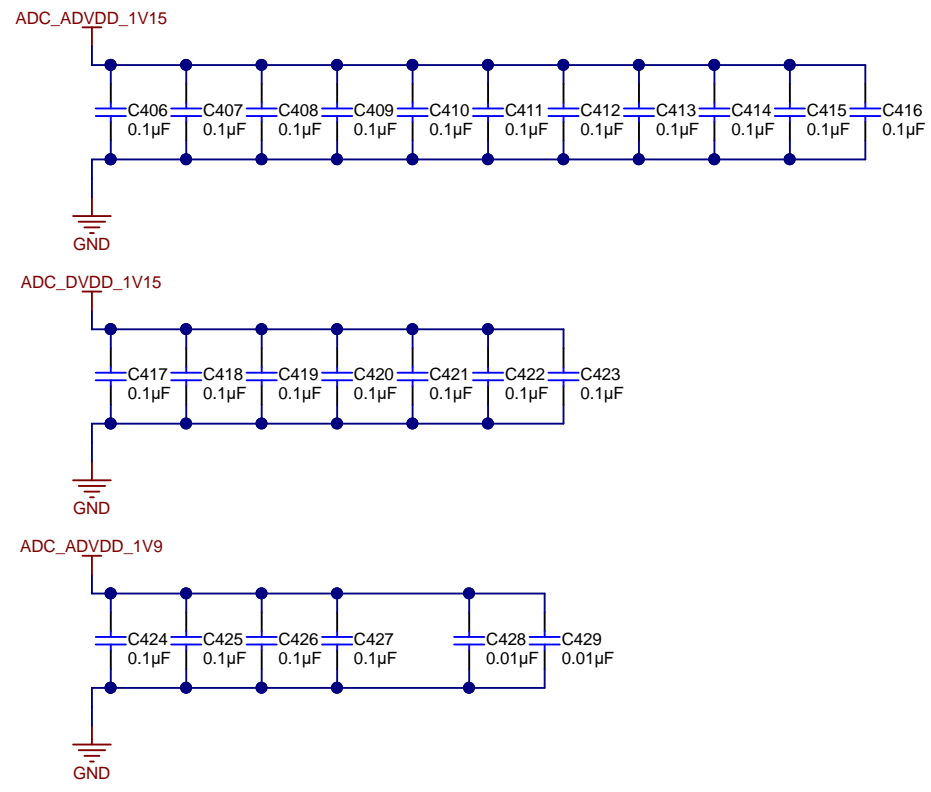 ADC_ADVDD_1V15
C406 C407 C408 C409 C410 C411 C412 C413 C414 C415 C416
0.1µF 0.1µF 0.1µF 0.1µF 0.1µF 0.1µF 0.1µF 0.1µF 0.1µF 0.1µF 0.1µF
GND
ADC_DVDD_1V15
C417 C418 C419 C420 C421 C422 C423
0.1µF 0.1µF 0.1µF 0.1µF 0.1µF 0.1µF 0.1µF
GND
ADC_ADVDD_1V9
C424 C425 C426 C427 C428 C429
0.1µF 0.1µF 0.1µF 0.1µF 0.01µF 0.01µF
GND